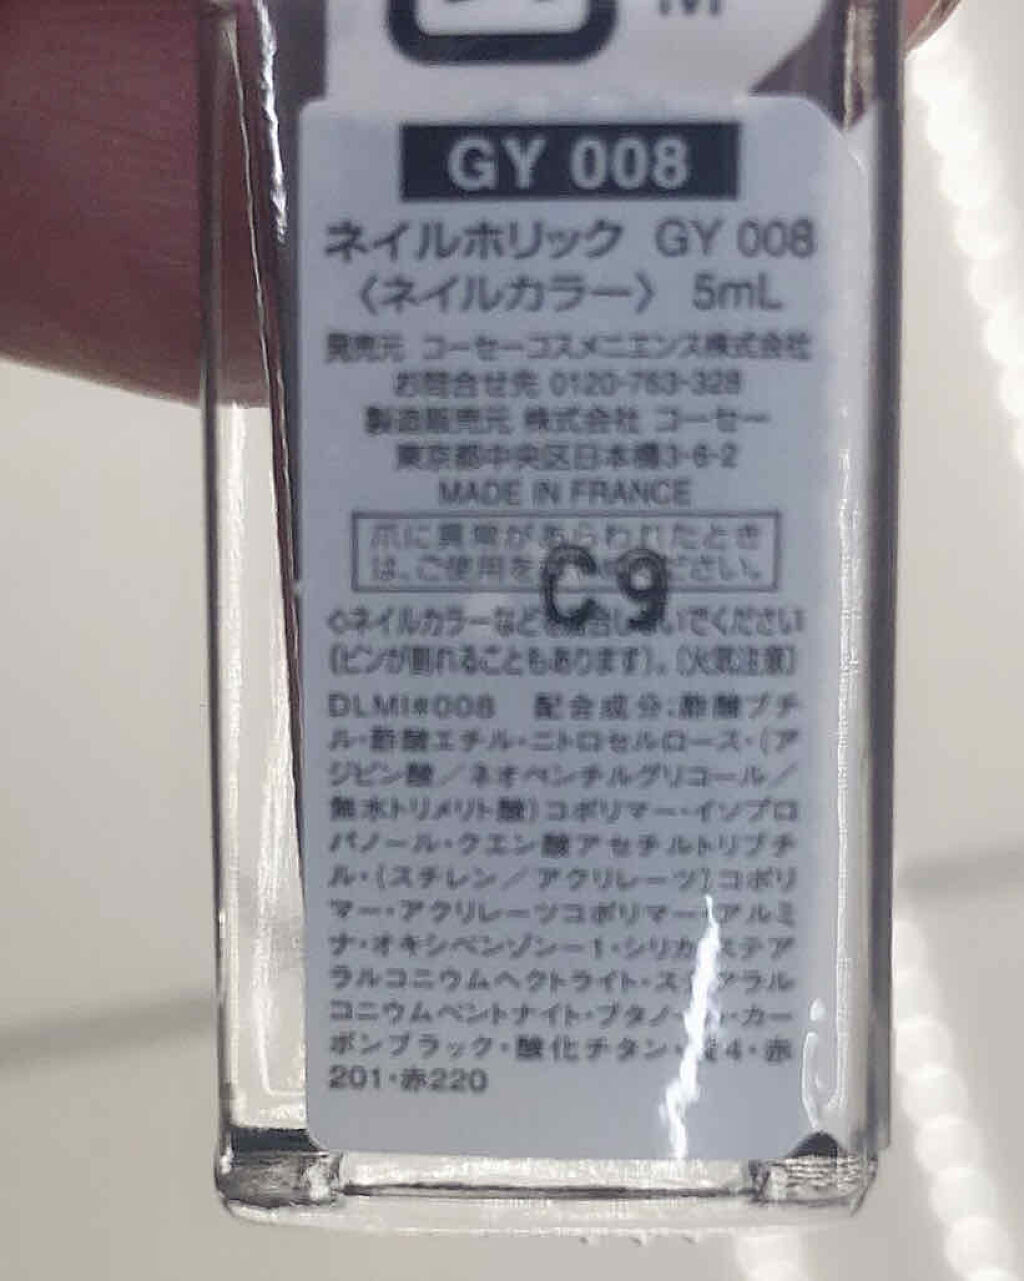 GY 008
ネイルホリック GY 008
〈ネイルカラー〉 5mL
発売元 コーセーコスメニエンス株式会社
お問合せ先 0120-763-328
製造販売元 株式会社 コーセー
東京都中央区日本橋3-6-2
MADE IN FRANCE
爪に異常があらわれたとき
は、ご使用を ださい。
C9
◇ネイルカラーなどを ないでください
(ビンが割れることもあります)。(火気注意)
DLMI*008 配合成分:酢酸ブチ
ル・酢酸エチル・ニトロセルロース・(ア
ジピン酸/ネオペンチルグリコール/
無水トリメリト酸)コポリマー・イソプロ
パノール・クエン酸アセチルトリブチ
ル・(スチレン/アクリレーツ)コポリ
マー・アクリレーツコポリマー・アルミ
ナ・オキシベンゾン-1・シリカ・ステア
ラルコニウムヘクトライト・ステアラル
コニウムベントナイト・ブタノール・カー
ボンブラック・酸化チタン・ 4・赤
201・赤220